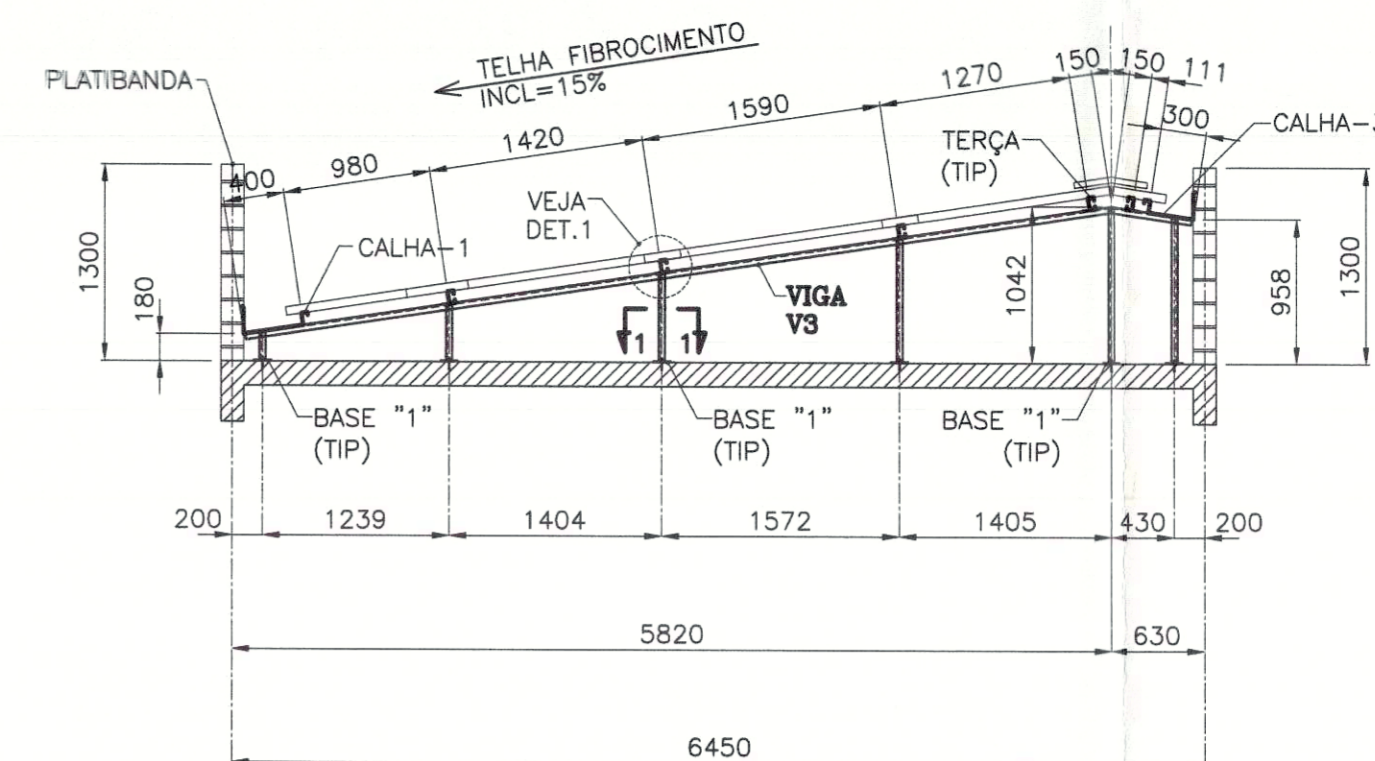 TELHA FIBROCIMENTO
INCL=15%
PLATIBANDA
150 150 111
1270
300
1590
CALHA-3
1420
TERÇA
(TIP)
980
400
VEJA
DET.1
CALHA-1
1300
180
VIGA
V3
1042
958
1300
1 1
BASE "1"
(TIP)
BASE "1"
(TIP)
BASE "1"
(TIP)
200 1239 1404 1572 1405 430 200
5820 630
6450